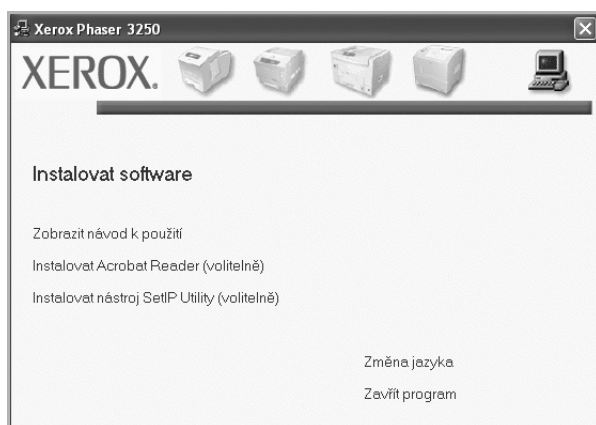 Xerox Phaser 3250
XEROX.
Instalovat software
Zobrazit návod k použití
Instalovat Acrobat Reader (volitelně)
Instalovat nástroj SetIP Utility (volitelně)
Změna jazyka
Zavřít program